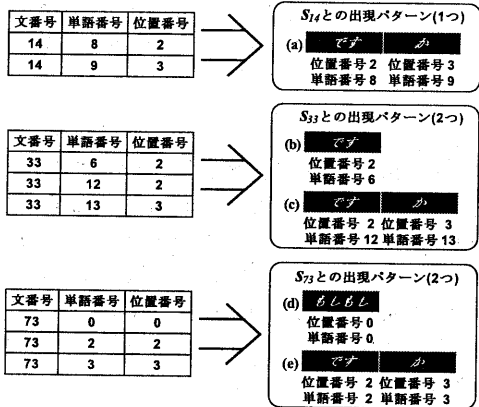 文番号 単語番号 位置番号
14 8 2
14 9 3
S14との出現パターン(1つ)
(a) です か
位置番号2 位置番号3
単語番号8 単語番号9
文番号 単語番号 位置番号
33 6 2
33 12 2
33 13 3
S33との出現パターン(2つ)
(b) です
位置番号2
単語番号6
(c) です か
位置番号 2 位置番号 3
単語番号12 単語番号13
文番号 単語番号 位置番号
73 0 0
73 2 2
73 3 3
S73との出現パターン(2つ)
(d) もしもし
位置番号0
単語番号0
(e) です か
位置番号 2 位置番号 3
単語番号 2 単語番号 3